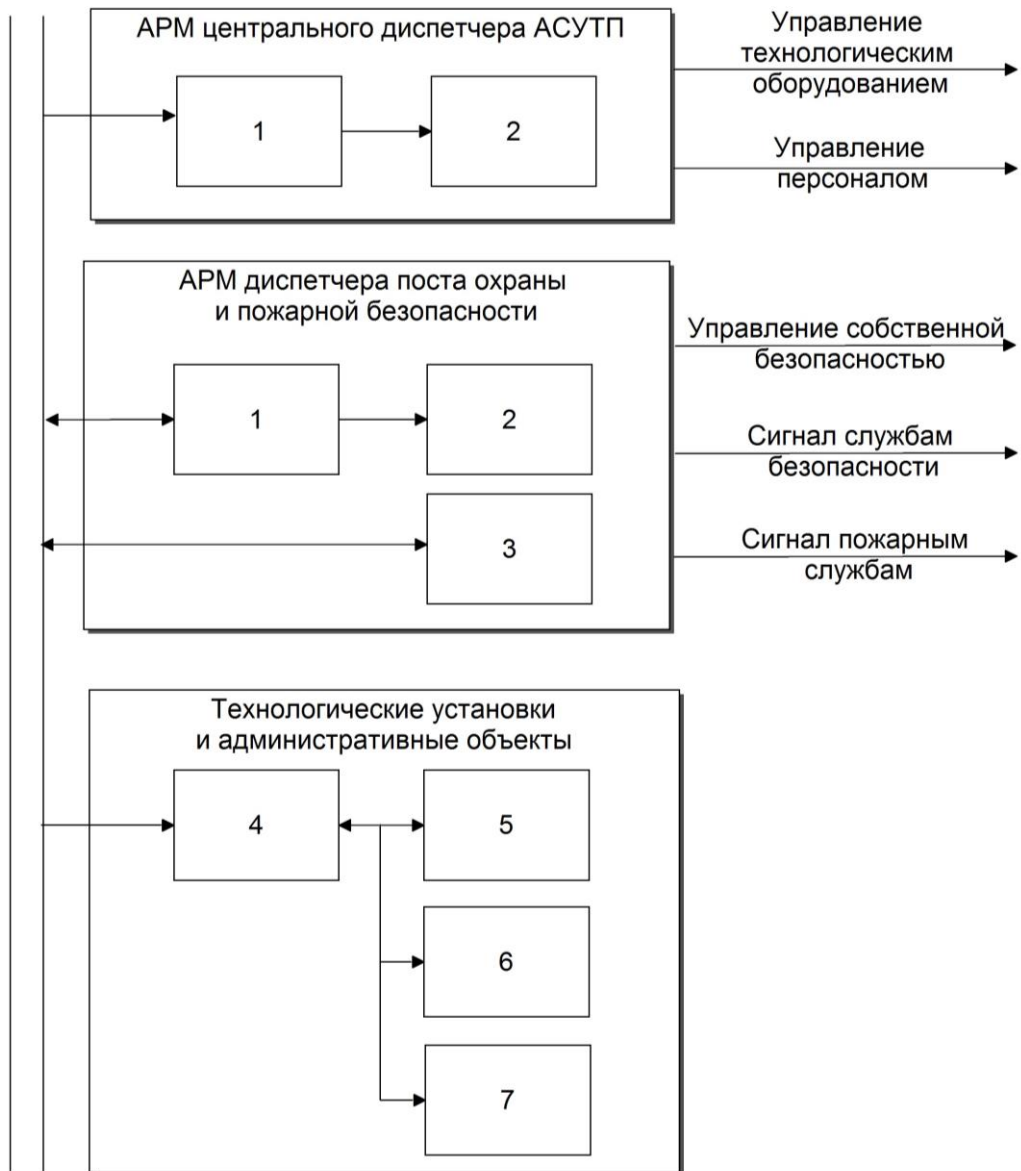 АРМ центрального диспетчера АСУТП
1
2
Управление
технологическим
оборудованием
Управление
персоналом
АРМ диспетчера поста охраны
и пожарной безопасности
1
2
3
Управление собственной
безопасностью
Сигнал службам
безопасности
Сигнал пожарным
службам
Технологические установки
и административные объекты
4
5
6
7